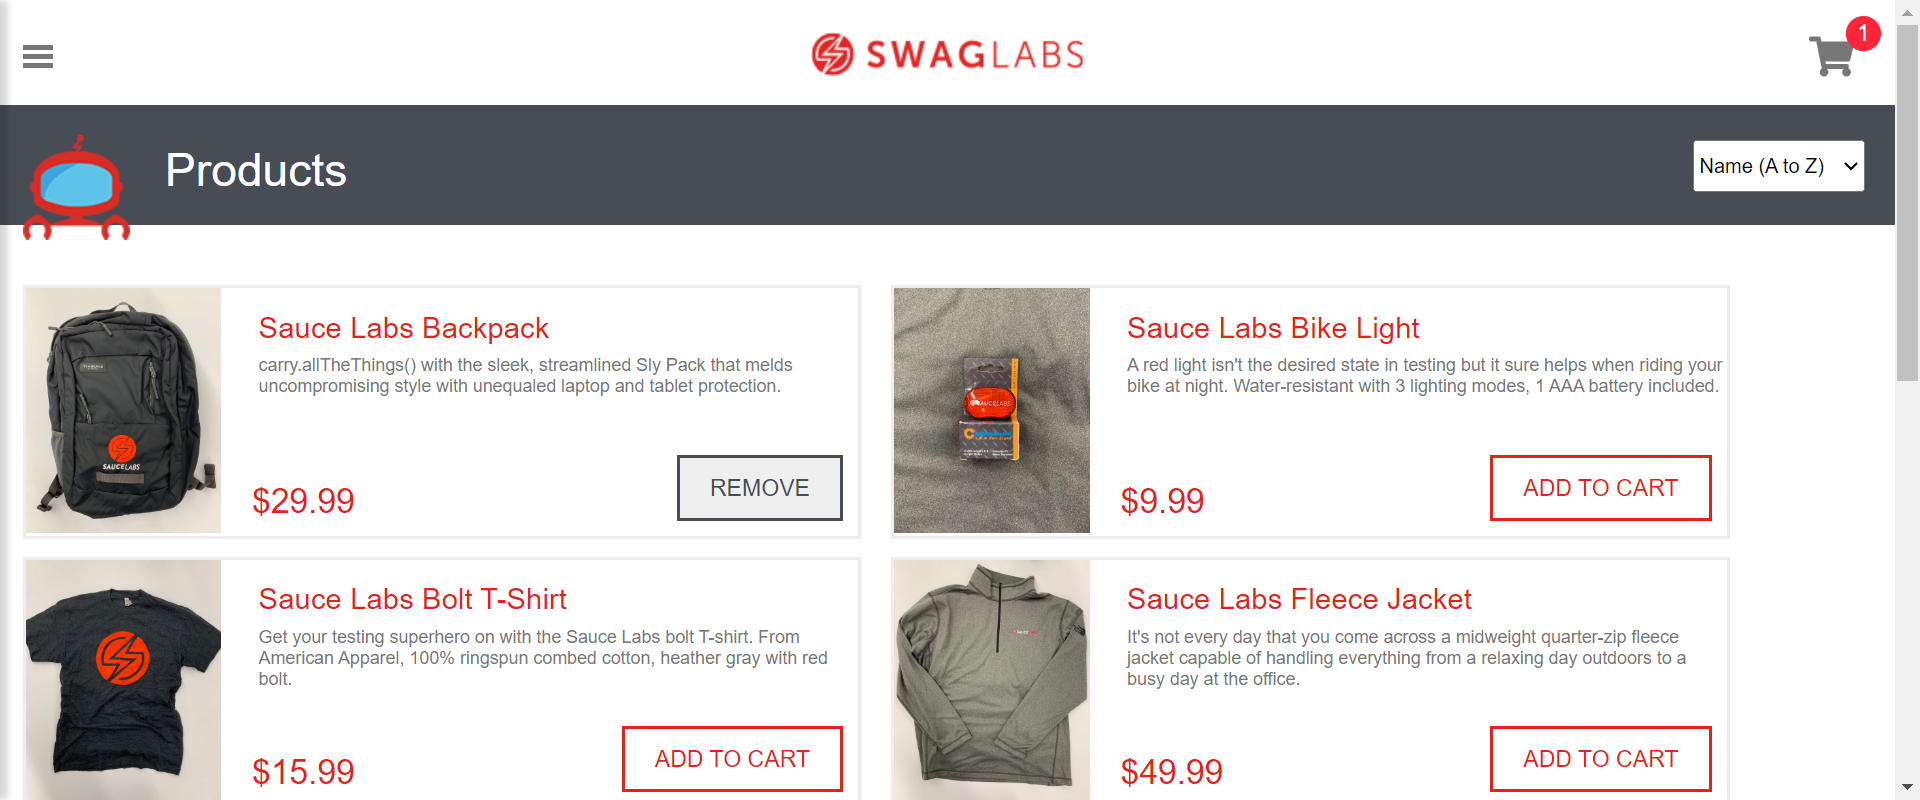 SWAGLABS
1
Products
Name (A to Z)
Sauce Labs Backpack
carry.allTheThings() with the sleek, streamlined Sly Pack that melds
uncompromising style with unequaled laptop and tablet protection.
$29.99
REMOVE
SAUCELABS
Sauce Labs Bike Light
A red light isn't the desired state in testing but it sure helps when riding your
bike at night. Water-resistant with 3 lighting modes, 1 AAA battery included.
$9.99
ADD TO CART
SAUCELABS
Sauce Labs Bolt T-Shirt
Get your testing superhero on with the Sauce Labs bolt T-shirt. From
American Apparel, 100% ringspun combed cotton, heather gray with red
bolt.
$15.99
ADD TO CART
Sauce Labs Fleece Jacket
It's not every day that you come across a midweight quarter-zip fleece
jacket capable of handling everything from a relaxing day outdoors to a
busy day at the office.
$49.99
ADD TO CART